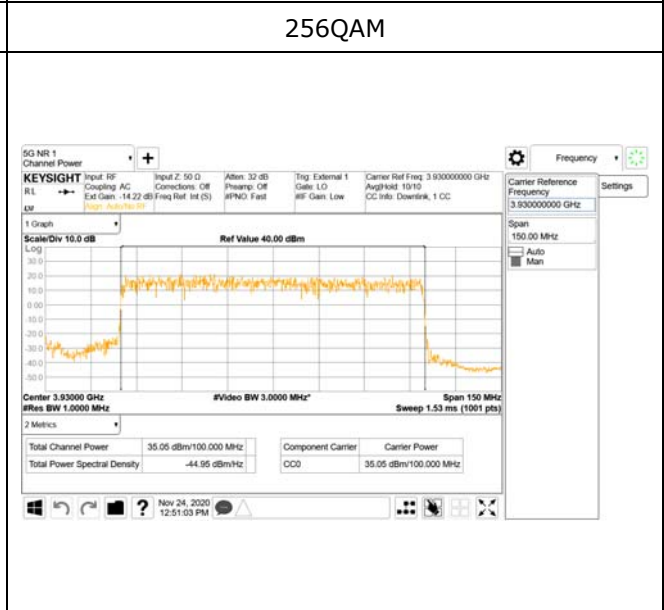 256QAM
5G NR 1
Channel Power
+
Frequency
KEYSIGHT
RL
Input: RF
Coupling: AC
Ext Gain: -14.22 dB
Align: Auto/No RF
Input Z: 50 Ω
Corrections: Off
Freq Ref: Int (S)
Atten: 32 dB
Preamp: Off
#PNO: Fast
Trig: External 1
Gate: LO
#IF Gain: Low
Carrier Ref Freq: 3.930000000 GHz
Avg|Hold: 10/10
CC Info: Downlink, 1 CC
Carrier Reference
Frequency
3.930000000 GHz
Settings
Span
150.00 MHz
Auto
Man
1 Graph
Scale/Div 10.0 dB
Ref Value 40.00 dBm
Log
30.0
20.0
10.0
0.00
-10.0
-20.0
-30.0
-40.0
-50.0
Center 3.93000 GHz
#Video BW 3.0000 MHz*
Span 150 MHz
#Res BW 1.0000 MHz
Sweep 1.53 ms (1001 pts)
2 Metrics
Total Channel Power 35.05 dBm/100.000 MHz
Total Power Spectral Density -44.95 dBm/Hz
Component Carrier Carrier Power
CC0 35.05 dBm/100.000 MHz
?
Nov 24, 2020
12:51:03 PM